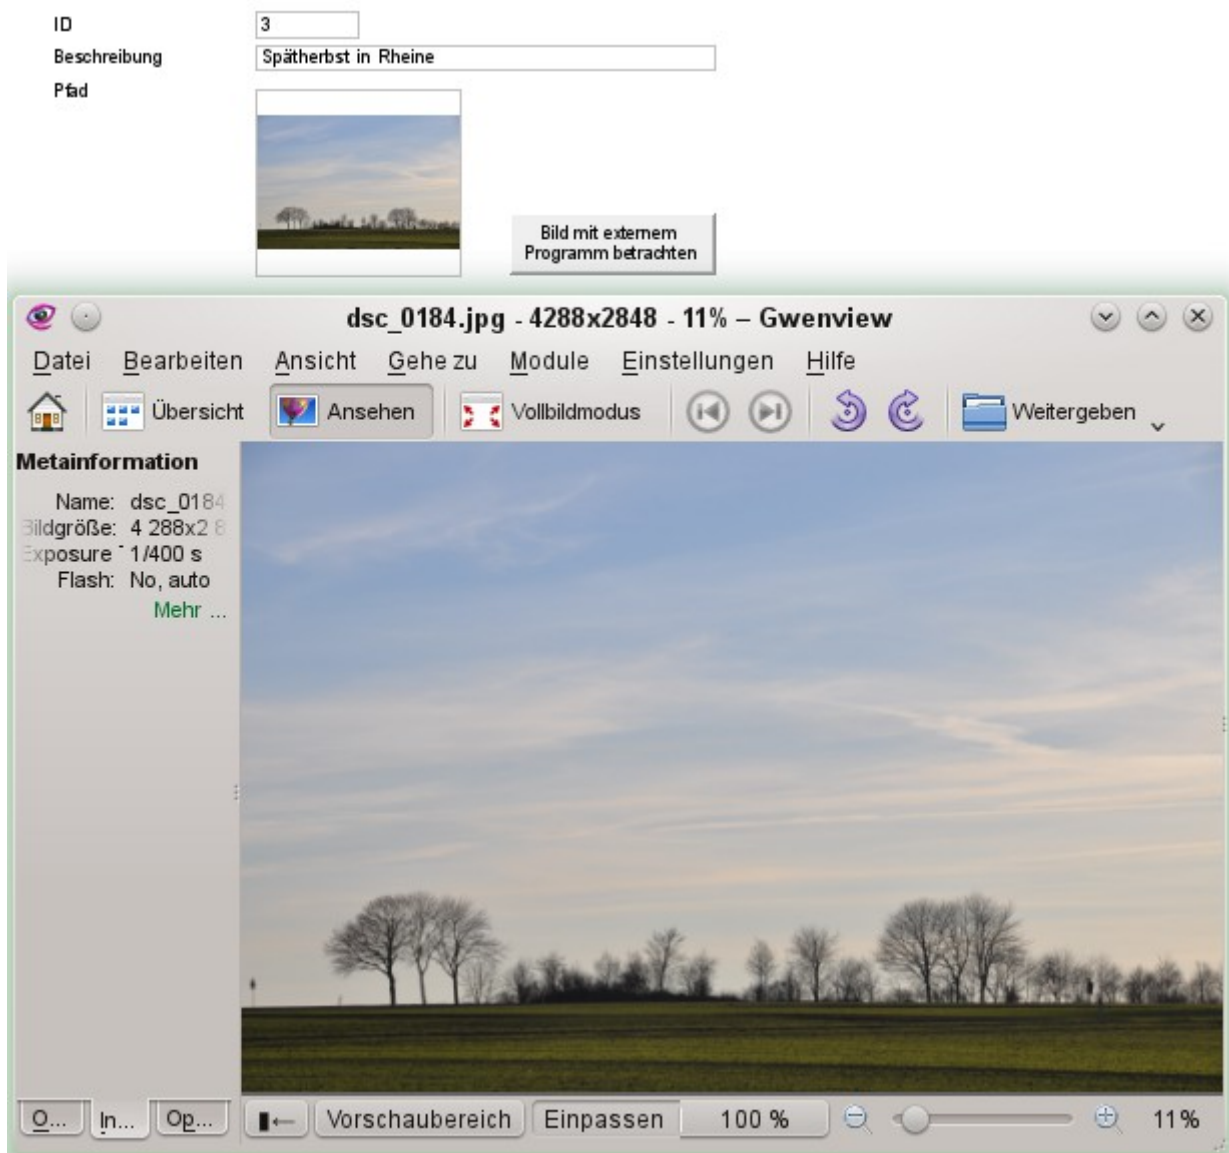 ID 3
Beschreibung Spätherbst in Rheine
Pfad
Bild mit externem
Programm betrachten
dsc_0184.jpg - 4288x2848 - 11% – Gwenview
Datei Bearbeiten Ansicht Gehe zu Module Einstellungen Hilfe
Übersicht Ansehen Vollbildmodus Weitergeben
Metainformation
Name: dsc_0184
Bildgröße: 4 288x2 8
Exposure 1/400 s
Flash: No, auto
Mehr ...
O... In... Op... Vorschaubereich Einpassen 100 % 11%